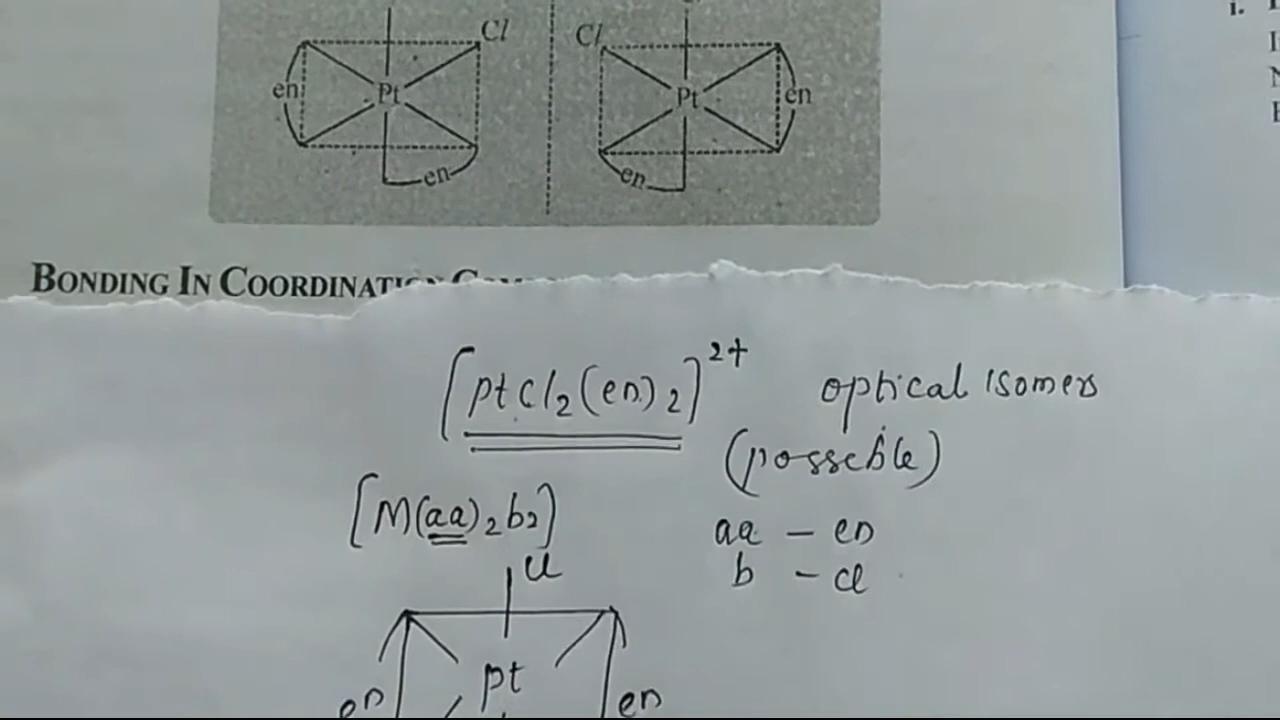 Cl Cl
en Pt Pt en
en en
i.
BONDING IN COORDINATION
[ptcl2(en)2]2+ optical isomers
(possible)
[M(aa)2b2]
aa – en
b – cl
cl
pt
en en